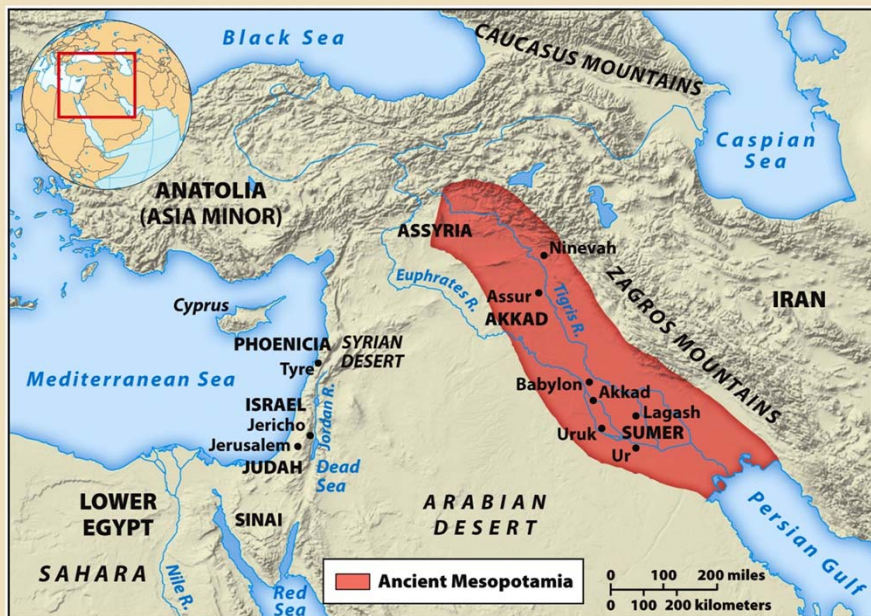 Black Sea
CAUCASUS MOUNTAINS
Caspian
Sea
ANATOLIA
(ASIA MINOR)
ASSYRIA
Ninevah
Euphrates R.
Tigris R.
ZAGROS MOUNTAINS
IRAN
Assur
AKKAD
Cyprus
PHOENICIA
SYRIAN
DESERT
Tyre
Mediterranean Sea
Babylon
Akkad
Lagash
ISRAEL
Jordan R.
Jericho
Uruk
SUMER
Jerusalem
Ur
JUDAH
Dead
Sea
LOWER
EGYPT
SINAI
ARABIAN
DESERT
Persian Gulf
SAHARA
Nile R.
Red
Sea
Ancient Mesopotamia
0 100 200 miles
0 100 200 kilometers